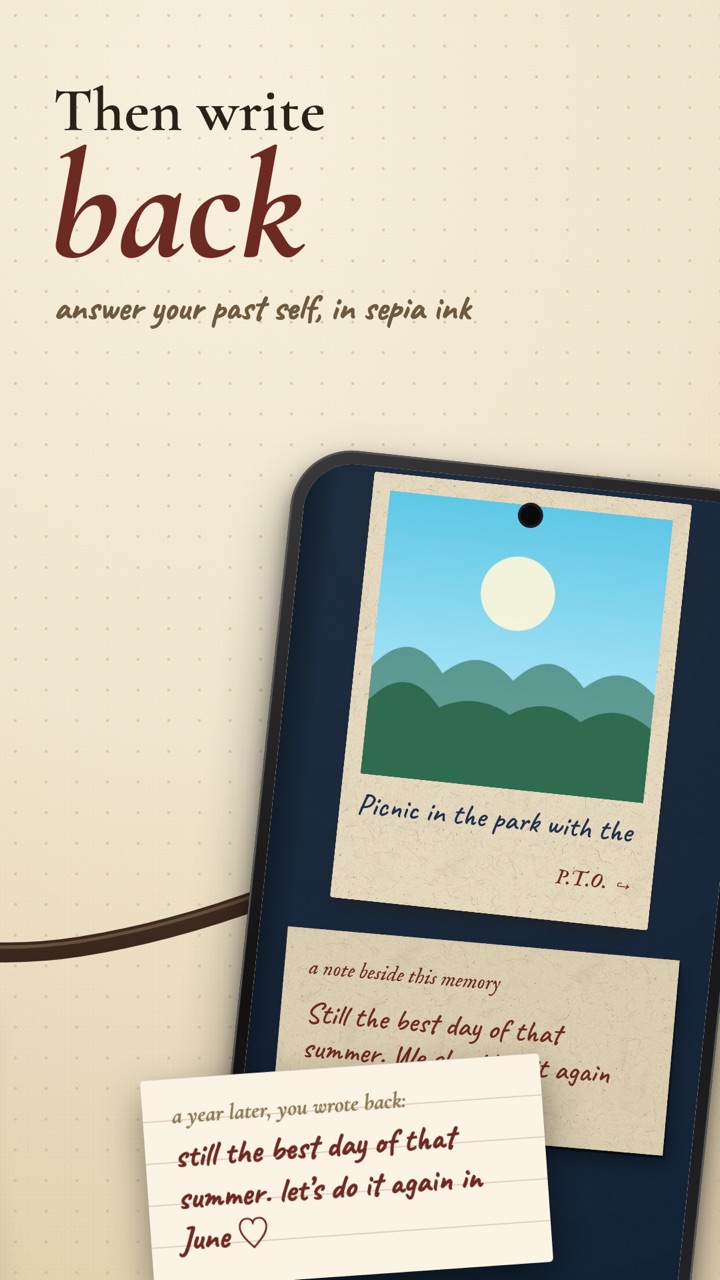 Then write
back
answer your past self, in sepia ink
Picnic in the park with the
P.T.O. ↪
a note beside this memory
Still the best day of that
summer. We it again
a year later, you wrote back:
still the best day of that
summer. let's do it again in
June ♡